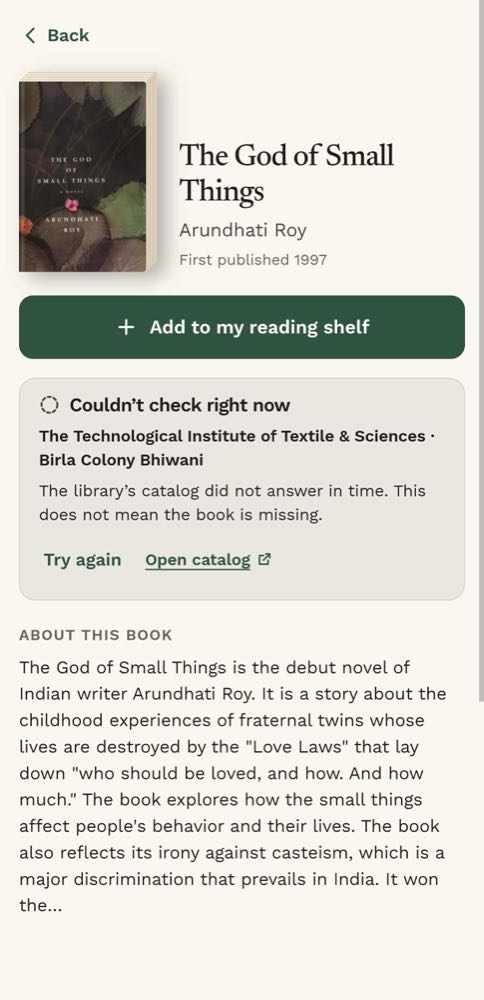 Back
THE GOD
OF
SMALL THINGS
A NOVEL
ARUNDHATI
ROY
The God of Small
Things
Arundhati Roy
First published 1997
+ Add to my reading shelf
Couldn’t check right now
The Technological Institute of Textile & Sciences ·
Birla Colony Bhiwani
The library’s catalog did not answer in time. This
does not mean the book is missing.
Try again Open catalog
ABOUT THIS BOOK
The God of Small Things is the debut novel of
Indian writer Arundhati Roy. It is a story about the
childhood experiences of fraternal twins whose
lives are destroyed by the "Love Laws" that lay
down "who should be loved, and how. And how
much." The book explores how the small things
affect people's behavior and their lives. The book
also reflects its irony against casteism, which is a
major discrimination that prevails in India. It won
the...